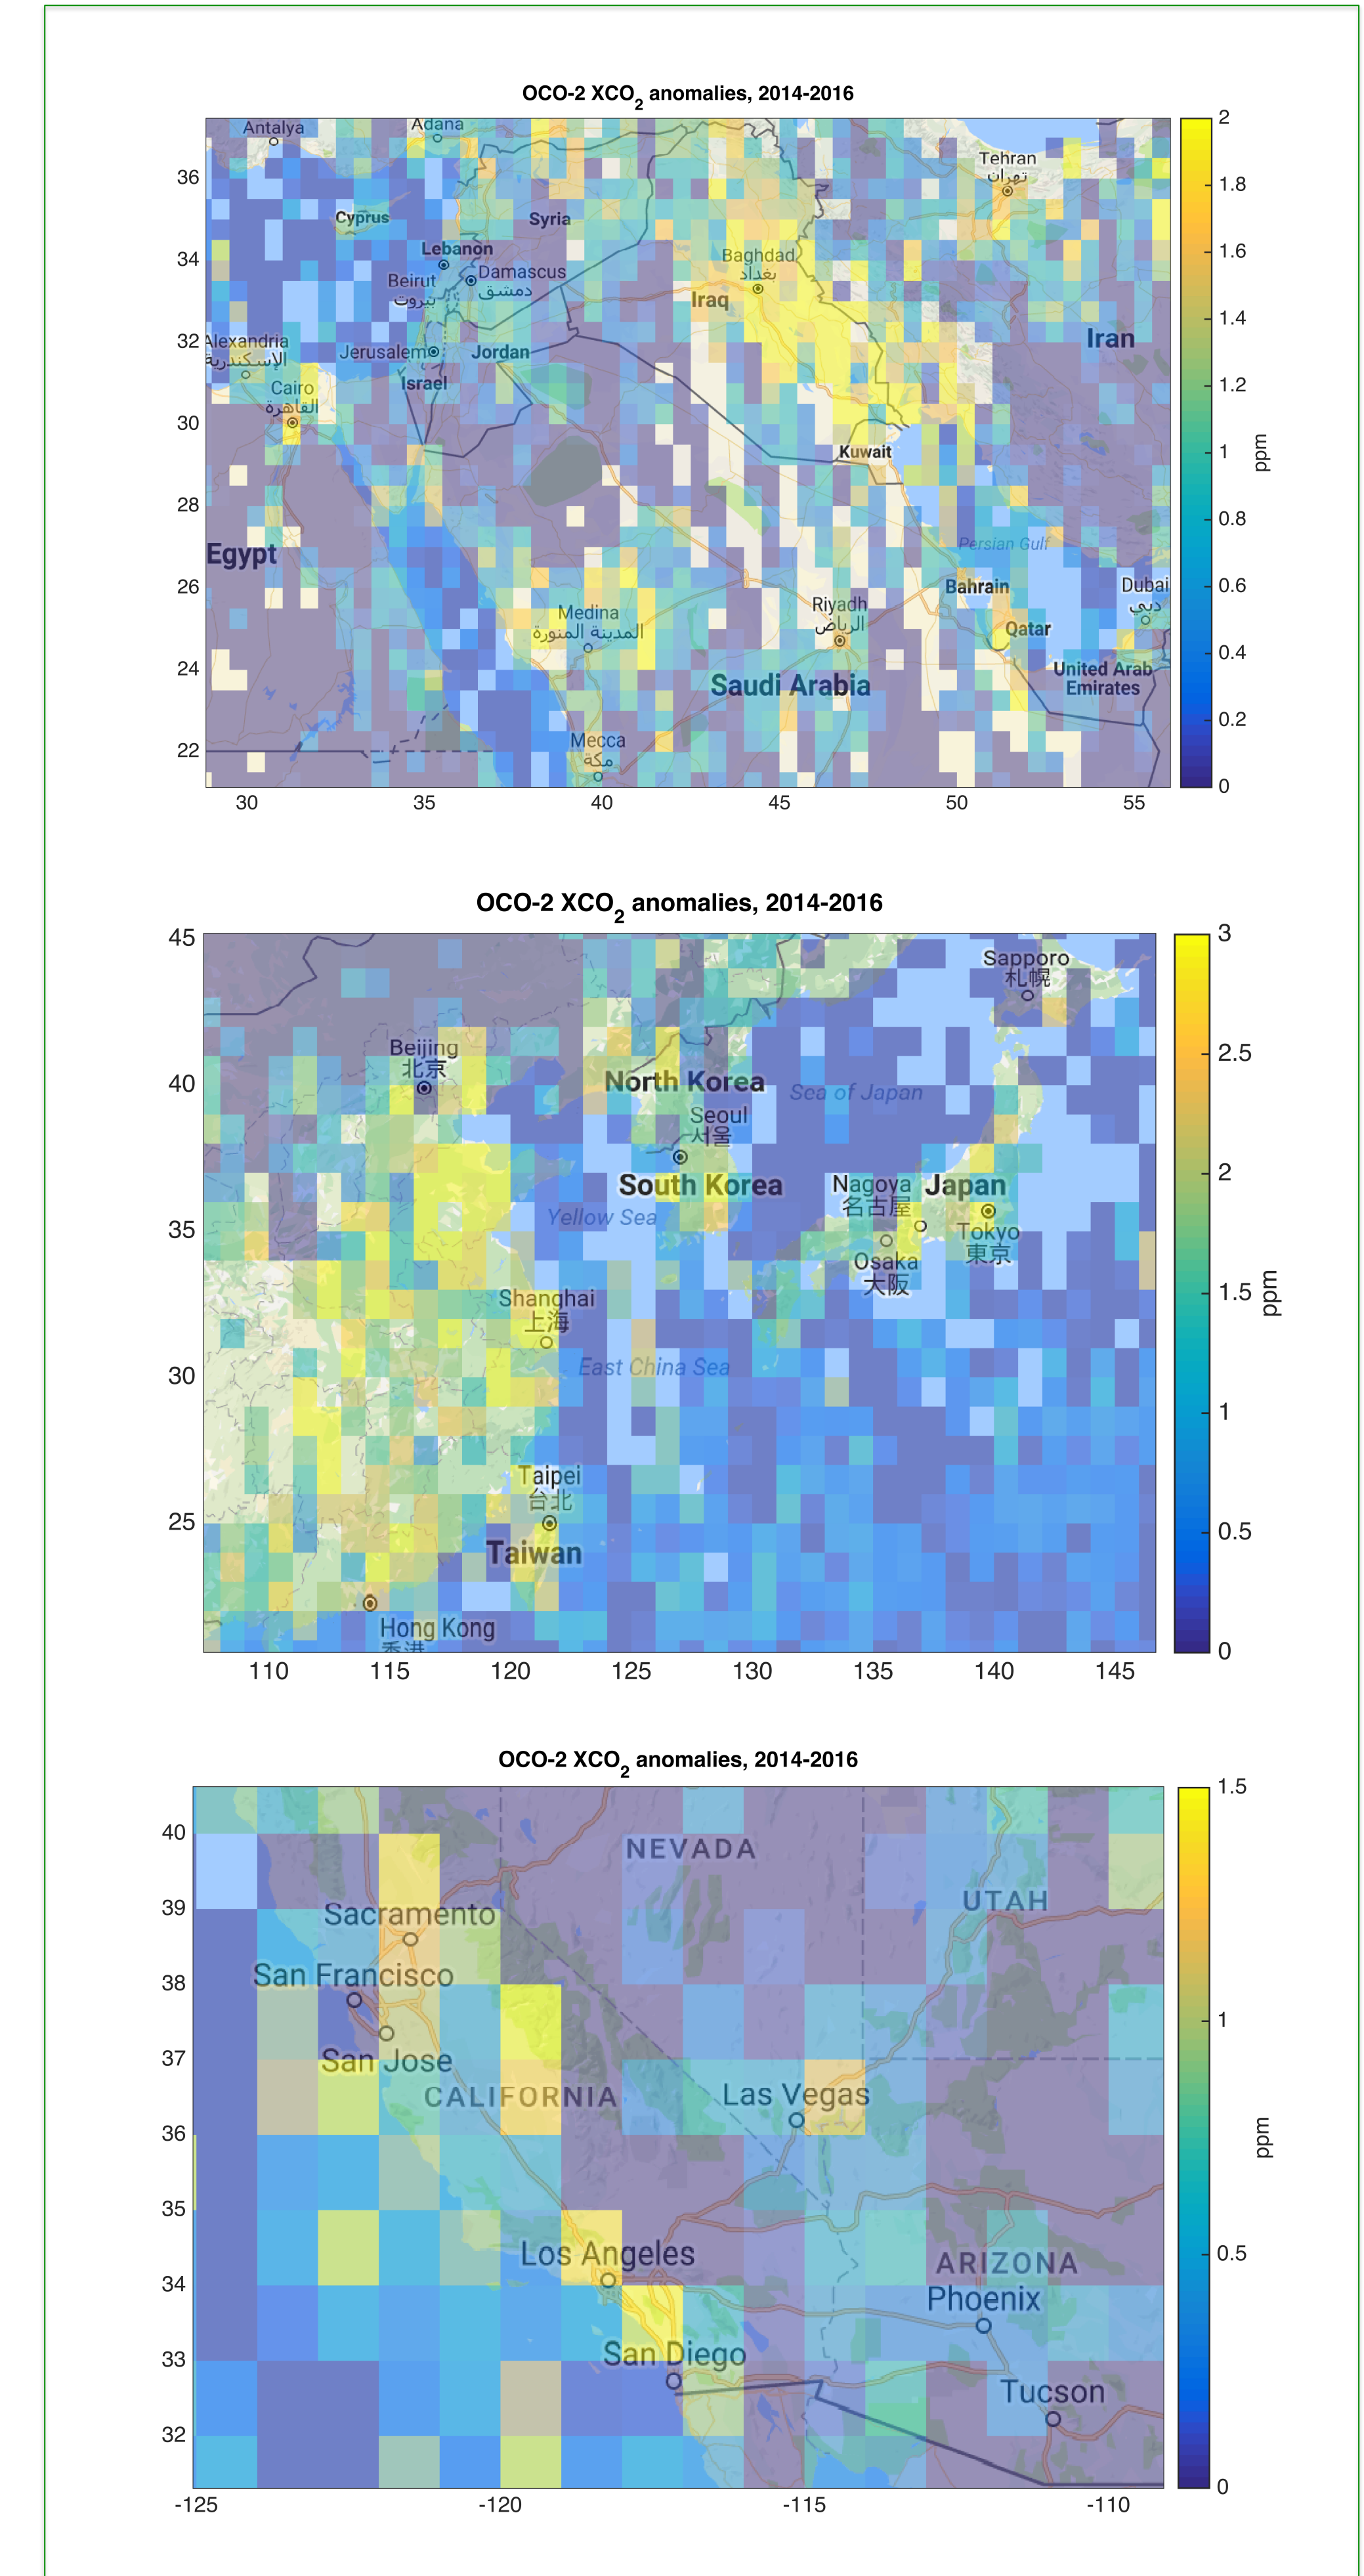 OCO-2 XCO2 anomalies, 2014-2016
Antalya
Adana
Tehran
تهران
Cyprus
Syria
Lebanon
Beirut
بيروت
Damascus
دمشق
Baghdad
بغداد
Iraq
Iran
Alexandria
الإسكندرية
Jerusalem
Jordan
Israel
Cairo
القاهرة
Kuwait
Egypt
Persian Gulf
Bahrain
Dubai
دبي
Medina
المدينة المنورة
Riyadh
الرياض
Qatar
Saudi Arabia
United Arab
Emirates
Mecca
مكة
36
34
32
30
28
26
24
22
30
35
40
45
50
55
2
1.8
1.6
1.4
1.2
1
0.8
0.6
0.4
0.2
0
ppm
OCO-2 XCO2 anomalies, 2014-2016
Sapporo
札幌
Beijing
北京
North Korea
Sea of Japan
Seoul
서울
South Korea
Nagoya
名古屋
Japan
Yellow Sea
Tokyo
東京
Osaka
大阪
Shanghai
上海
East China Sea
Taipei
台北
Taiwan
Hong Kong
香港
45
40
35
30
25
110
115
120
125
130
135
140
145
3
2.5
2
1.5
1
0.5
0
ppm
OCO-2 XCO2 anomalies, 2014-2016
NEVADA
UTAH
Sacramento
San Francisco
San Jose
CALIFORNIA
Las Vegas
Los Angeles
ARIZONA
Phoenix
San Diego
Tucson
40
39
38
37
36
35
34
33
32
-125
-120
-115
-110
1.5
1
0.5
0
ppm